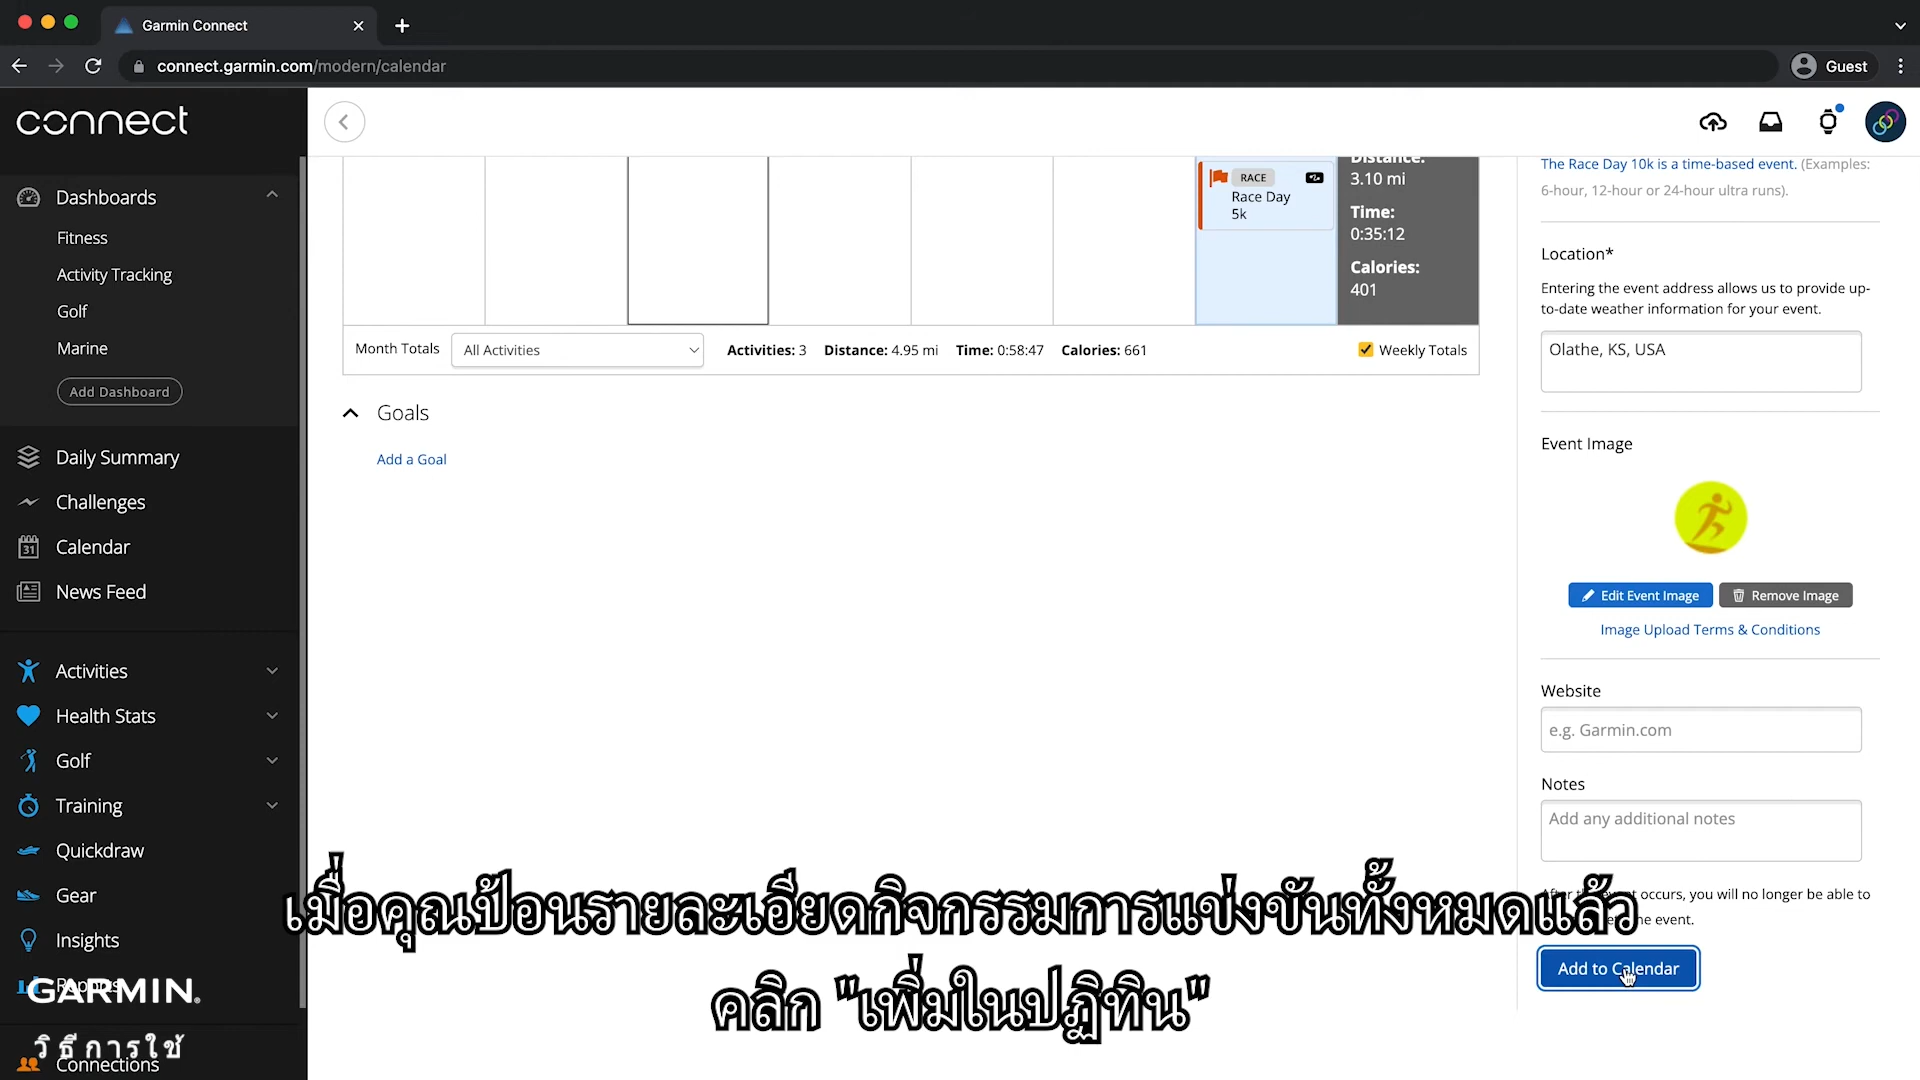 Garmin Connect
connect.garmin.com/modern/calendar
Guest
connect
Dashboards
Fitness
Activity Tracking
Golf
Marine
Add Dashboard
Daily Summary
Challenges
31
Calendar
News Feed
Activities
Health Stats
Golf
Training
Quickdraw
Gear
Insights
Reports
GARMIN.
วิธีการใช้
Connections
RACE
Race Day
5k
Distance:
3.10 mi
Time:
0:35:12
Calories:
401
Month Totals
All Activities
Activities: 3 Distance: 4.95 mi Time: 0:58:47 Calories: 661
Weekly Totals
Goals
Add a Goal
The Race Day 10k is a time-based event. (Examples:
6-hour, 12-hour or 24-hour ultra runs).
Location*
Entering the event address allows us to provide up-
to-date weather information for your event.
Olathe, KS, USA
Event Image
Edit Event Image
Remove Image
Image Upload Terms & Conditions
Website
e.g. Garmin.com
Notes
Add any additional notes
occurs, you will no longer be able to
the event.
Add to Calendar
เมื่อคุณป้อนรายละเอียดกิจกรรมการแข่งขันทั้งหมดแล้ว
คลิก "เพิ่มในปฏิทิน"